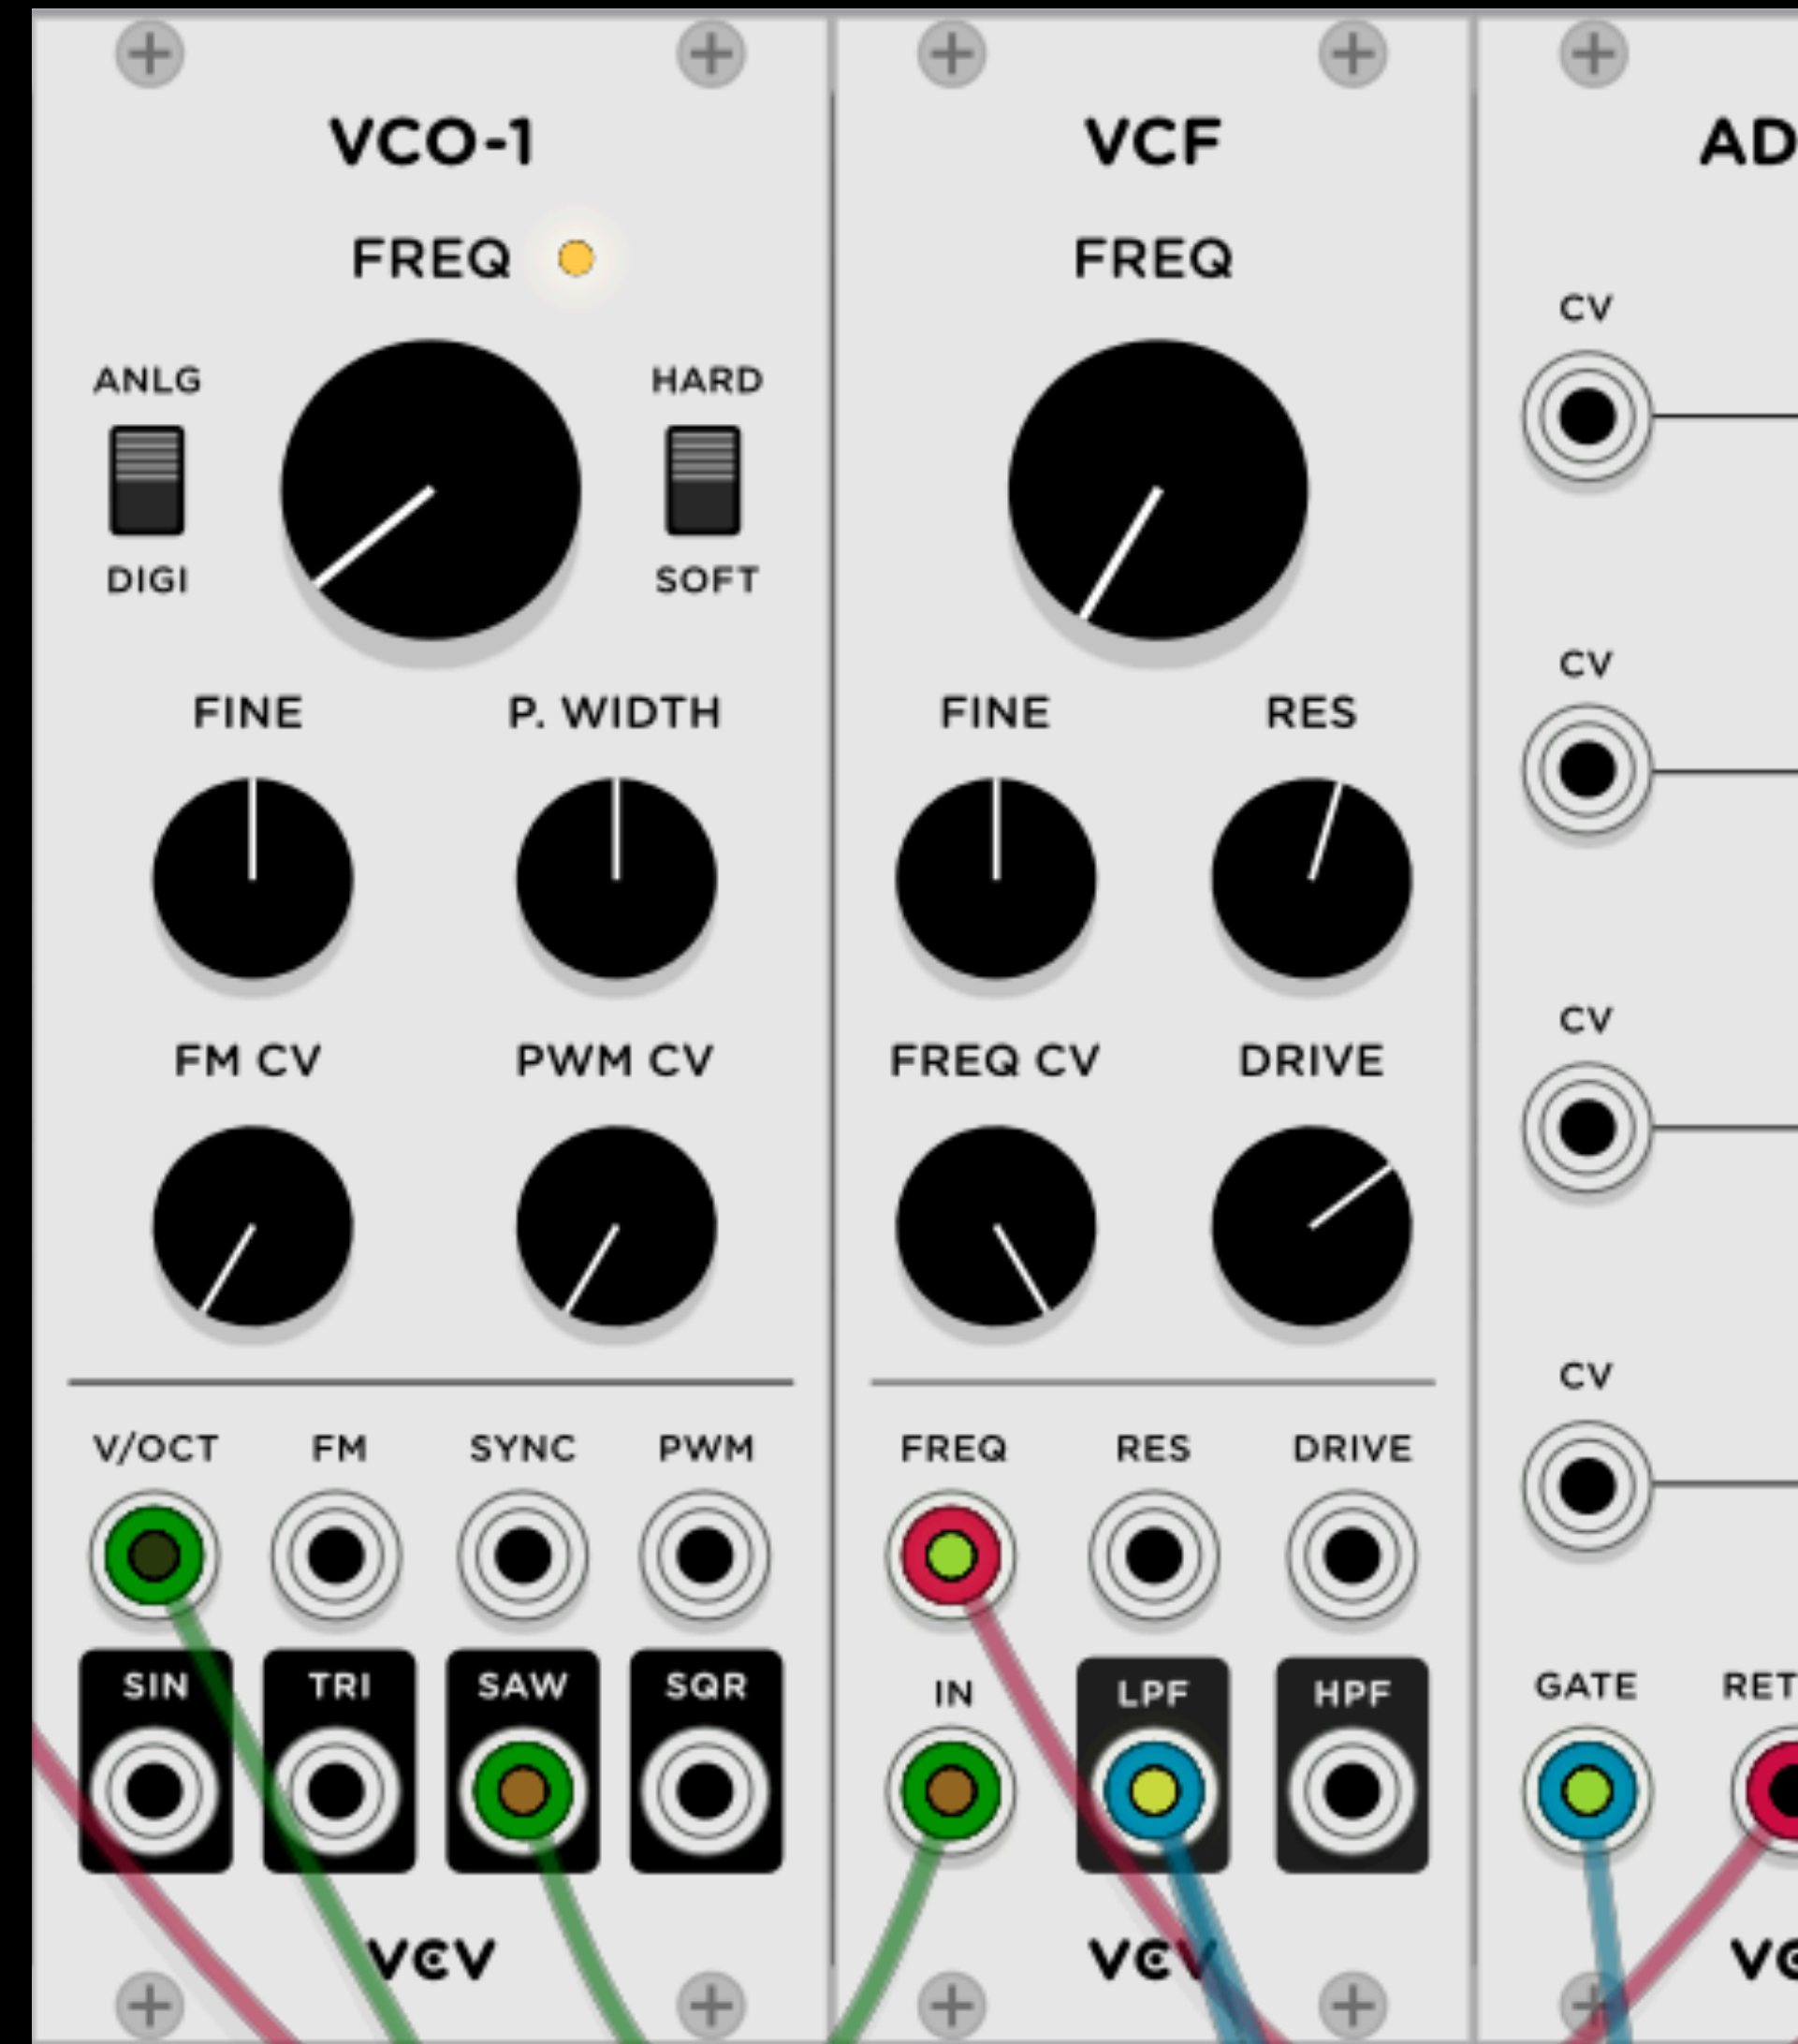 VCO-1
FREQ
ANLG
HARD
DIGI
SOFT
FINE
P. WIDTH
FM CV
PWM CV
V/OCT
FM
SYNC
PWM
SIN
TRI
SAW
SQR
VCV
VCF
FREQ
FINE
RES
FREQ CV
DRIVE
FREQ
RES
DRIVE
IN
LPF
HPF
VCV
AD
CV
CV
CV
CV
GATE
RET